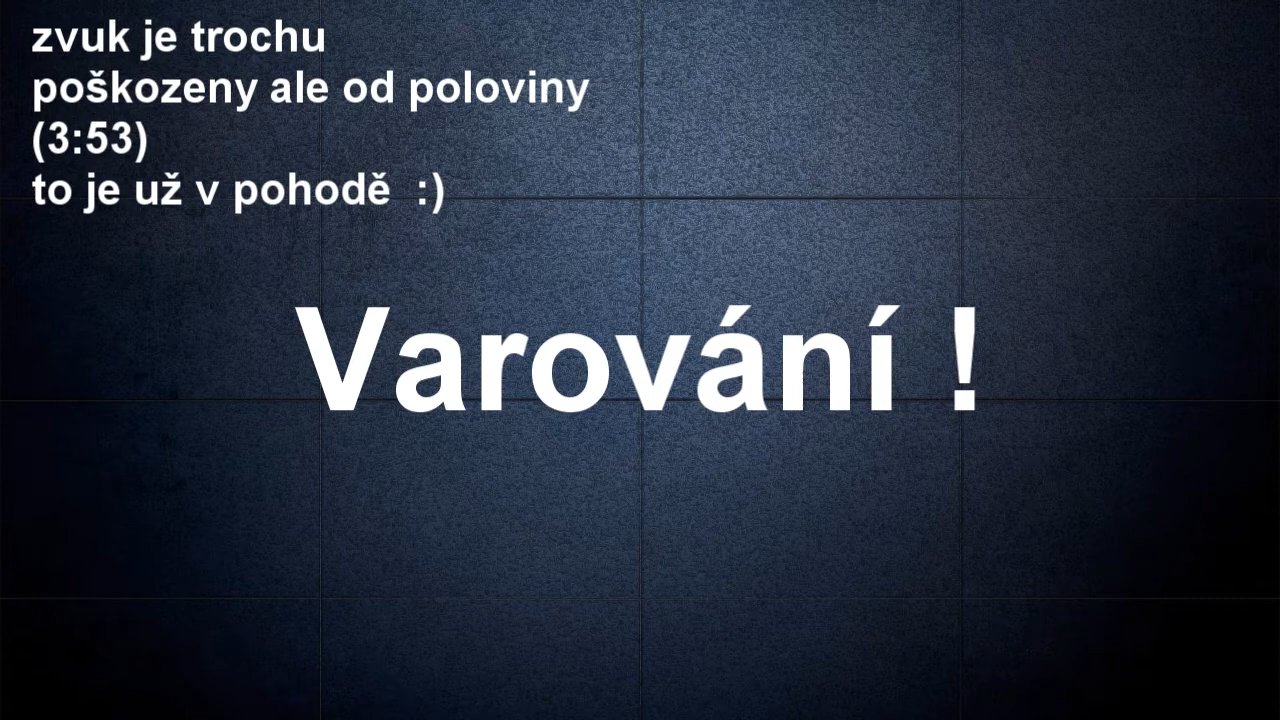 zvuk je trochu
poškozeny ale od poloviny
(3:53)
to je už v pohodě  :)
Varování !